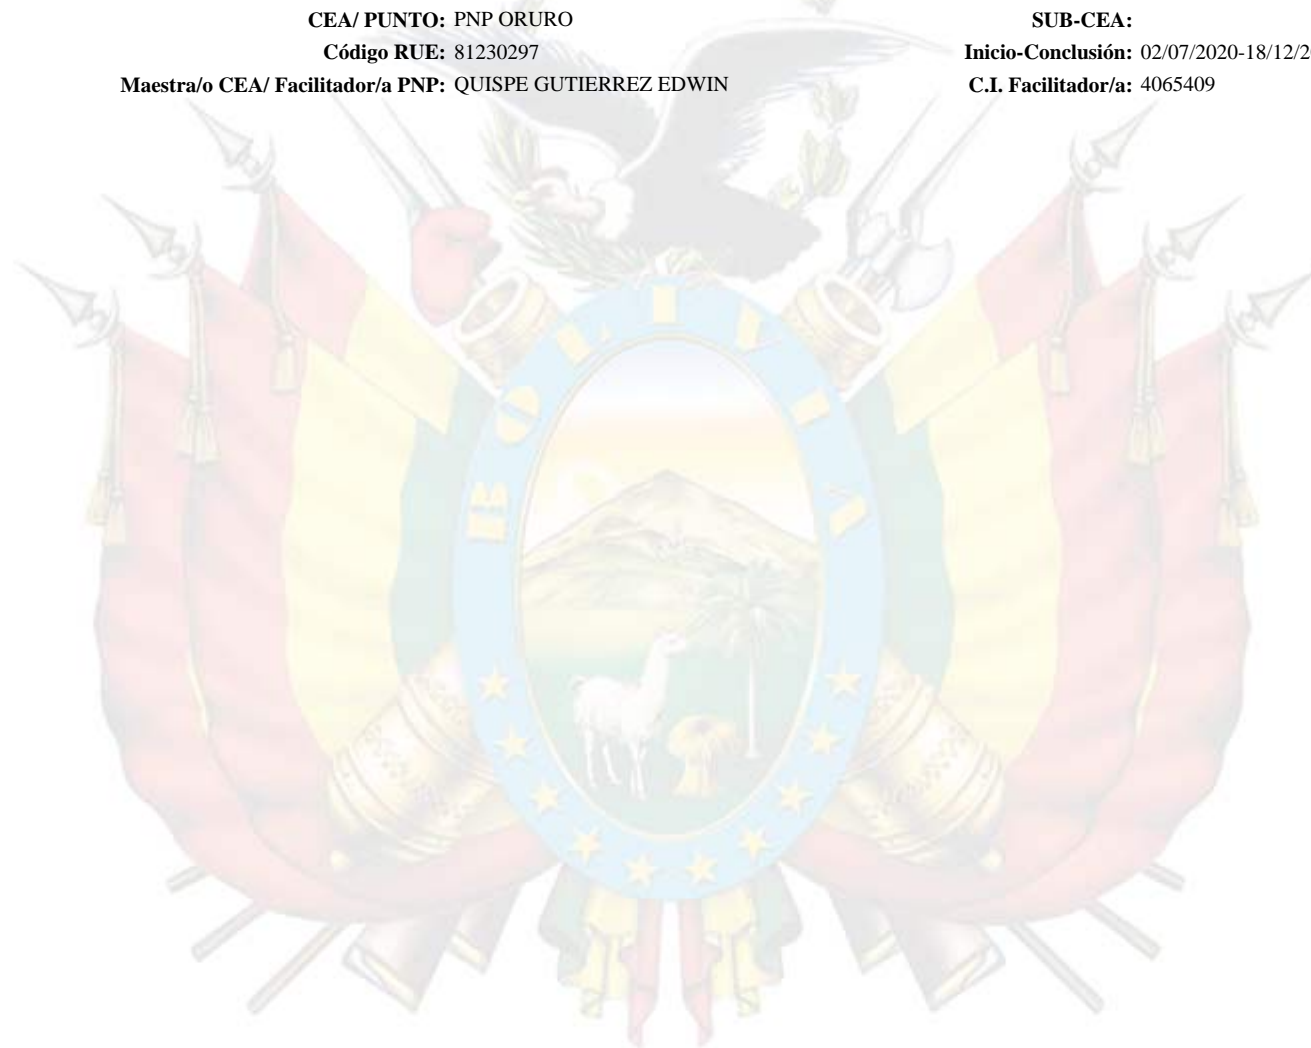 CEA/ PUNTO: PNP ORURO SUB-CEA:
Código RUE: 81230297 Inicio-Conclusión: 02/07/2020-18/12/2
Maestra/o CEA/ Facilitador/a PNP: QUISPE GUTIERREZ EDWIN C.I. Facilitador/a: 4065409
BOLIVIA